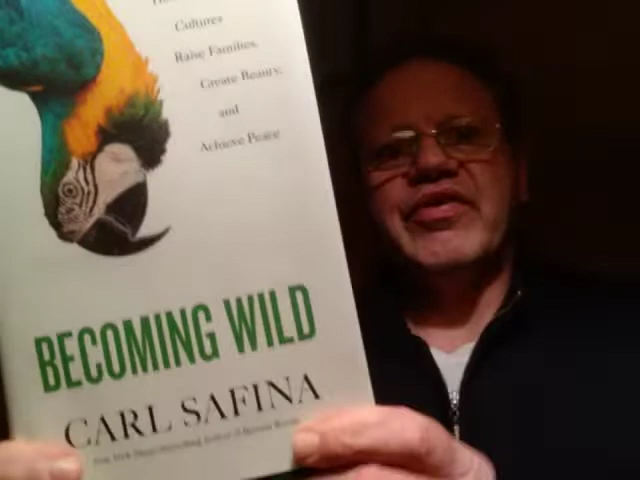 Cultures
Raise Families,
Create Beauty,
and
Achieve Peace
BECOMING WILD
CARL SAFINA